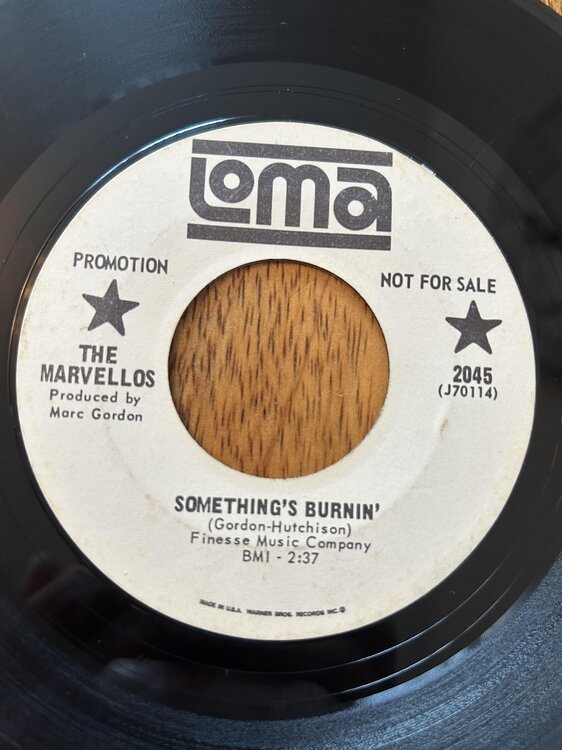 Loma
PROMOTION
NOT FOR SALE
THE
MARVELLOS
Produced by
Marc Gordon
2045
(J70114)
SOMETHING'S BURNIN'
(Gordon-Hutchison)
Finesse Music Company
BMI - 2:37
MADE IN U.S.A. WARNER BROS. RECORDS INC. ℗